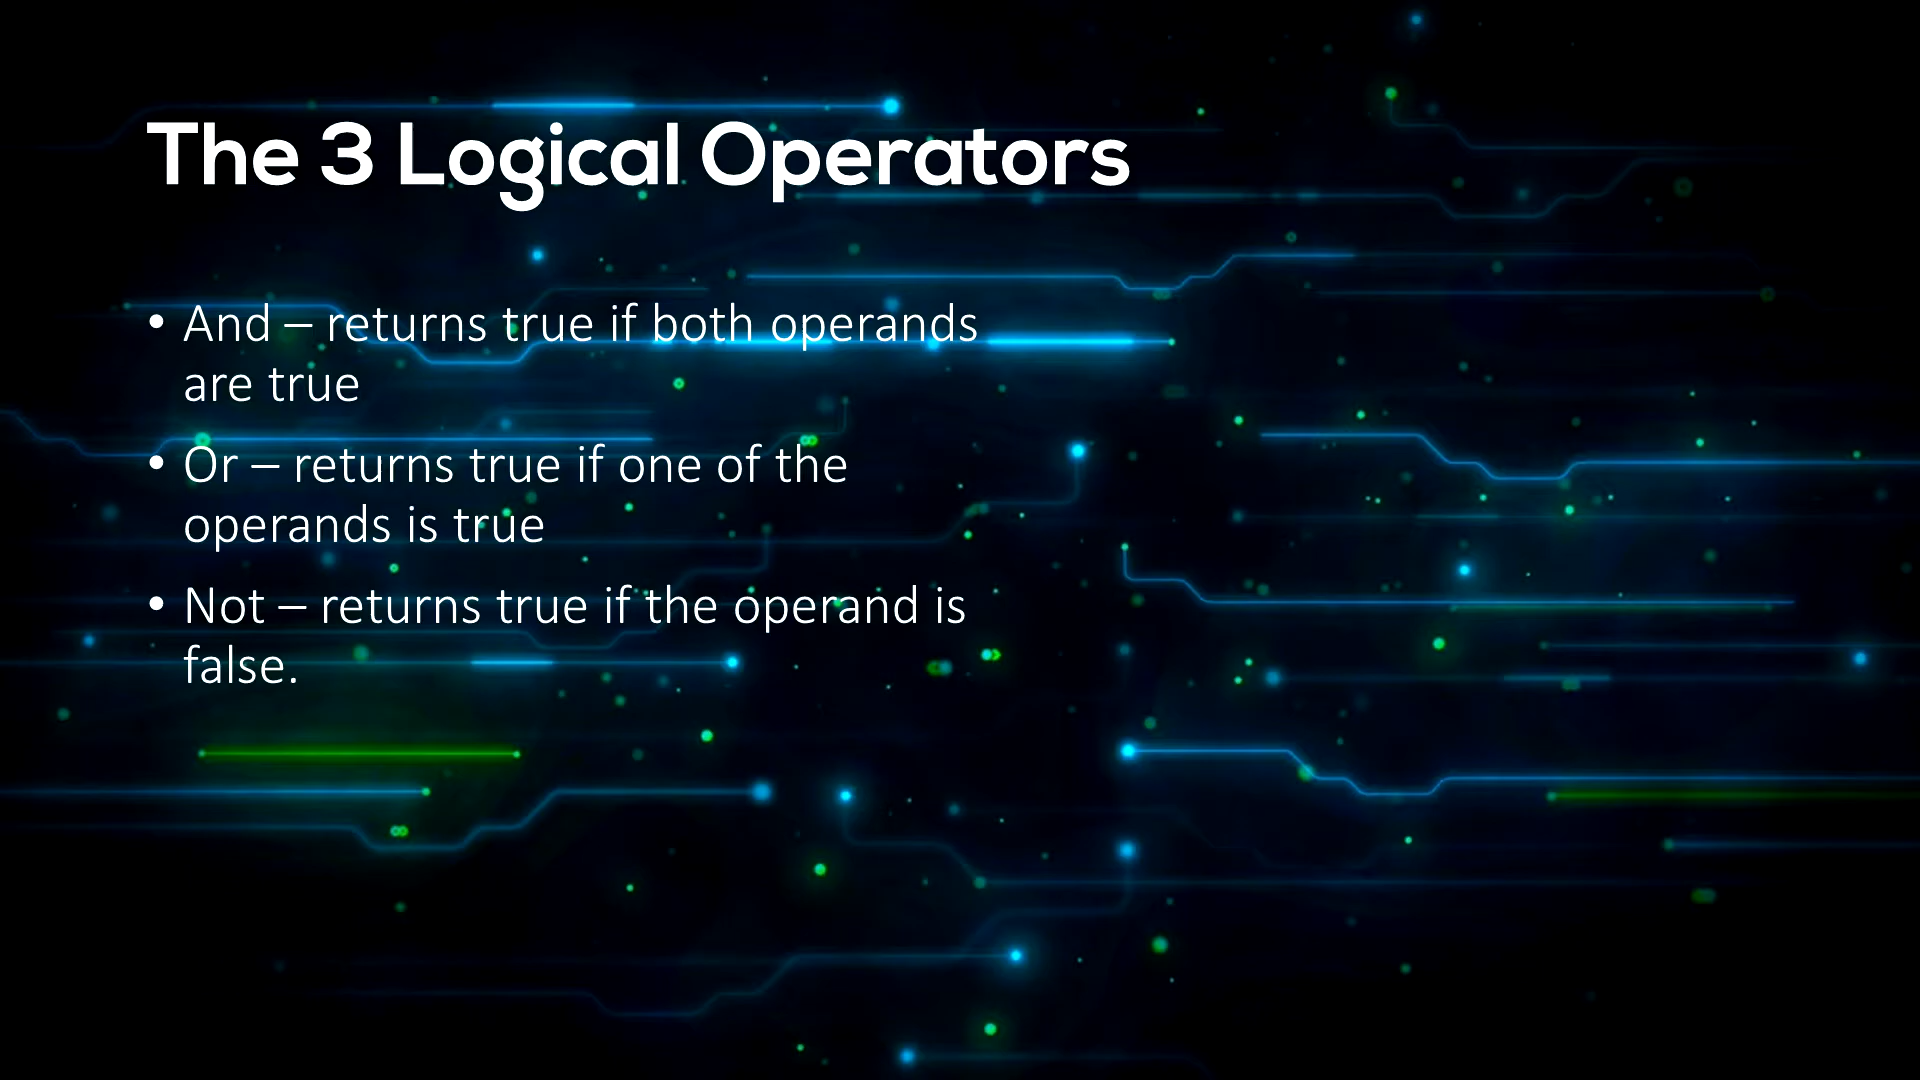 The 3 Logical Operators
• And – returns true if both operands
are true
• Or – returns true if one of the
operands is true
• Not – returns true if the operand is
false.